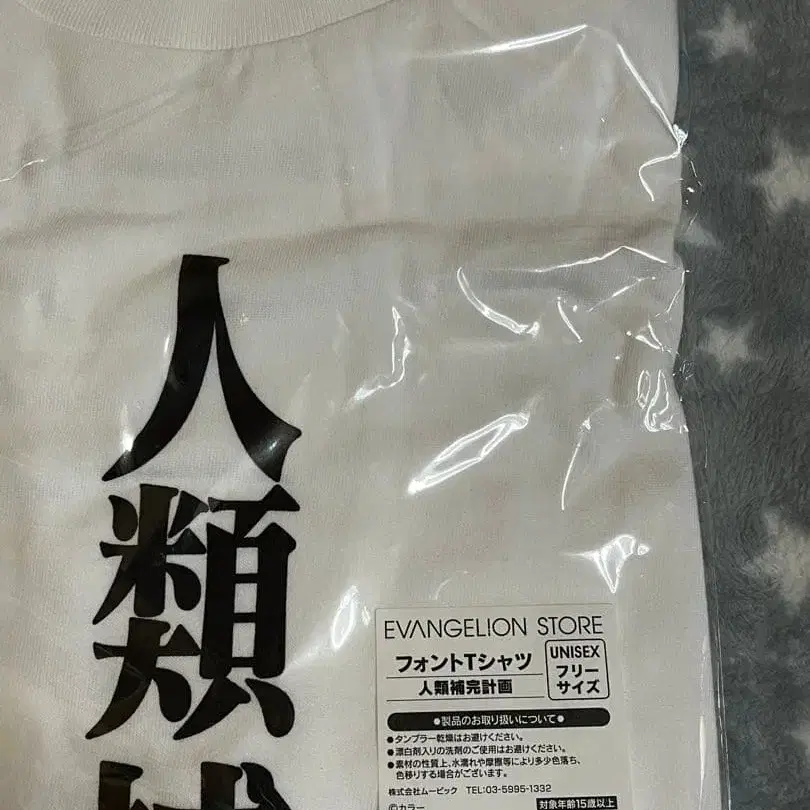 人類補
EVANGELION STORE
フォントTシャツ
人類補完計画
UNISEX
フリー
サイズ
●製品のお取り扱いについて●
●タンブラー乾燥はお避けください。
●漂白剤入りの洗剤のご使用はお避けください。
●素材の性質上、水濡れや摩擦等により多少色落ち、
色移りする場合がございます。
株式会社ムービック TEL:03-5995-1332
©カラー
対象年齢15歳以上